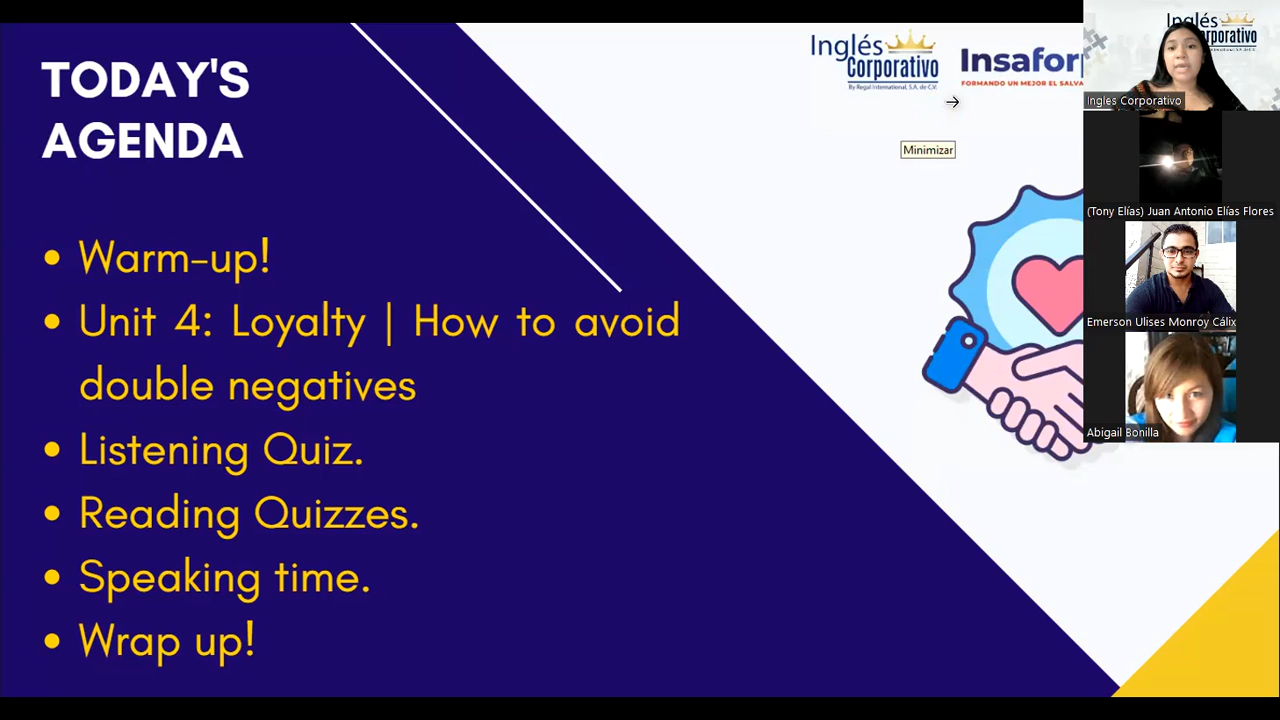 TODAY'S
AGENDA
• Warm-up!
• Unit 4: Loyalty | How to avoid
double negatives
• Listening Quiz.
• Reading Quizzes.
• Speaking time.
• Wrap up!
Inglés
Corporativo
By Regal International, S.A. de C.V.
Insafor
FORMANDO UN MEJOR EL SALVA
Minimizar
Inglés
Corporativo
Ingles Corporativo
(Tony Elías) Juan Antonio Elías Flores
Emerson Ulises Monroy Cálix
Abigail Bonilla